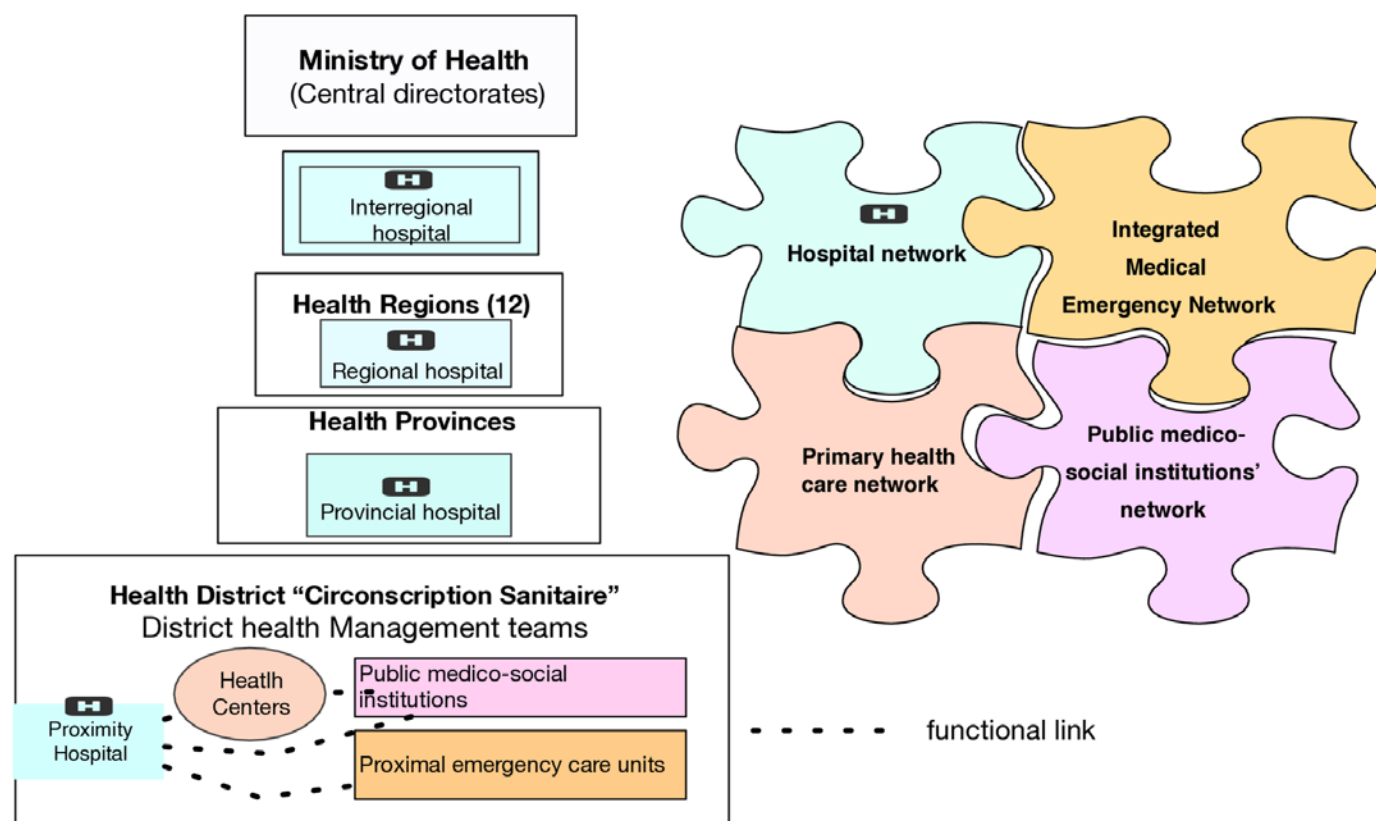 Ministry of Health
(Central directorates)
H
Interregional
hospital
Health Regions (12)
H
Regional hospital
Health Provinces
H
Provincial hospital
Health District “Circonscription Sanitaire”
District health Management teams
Heatlh
Centers
Public medico-social
institutions
H
Proximity
Hospital
Proximal emergency care units
H
Hospital network
Integrated
Medical
Emergency Network
Primary health
care network
Public medico-
social institutions’
network
functional link